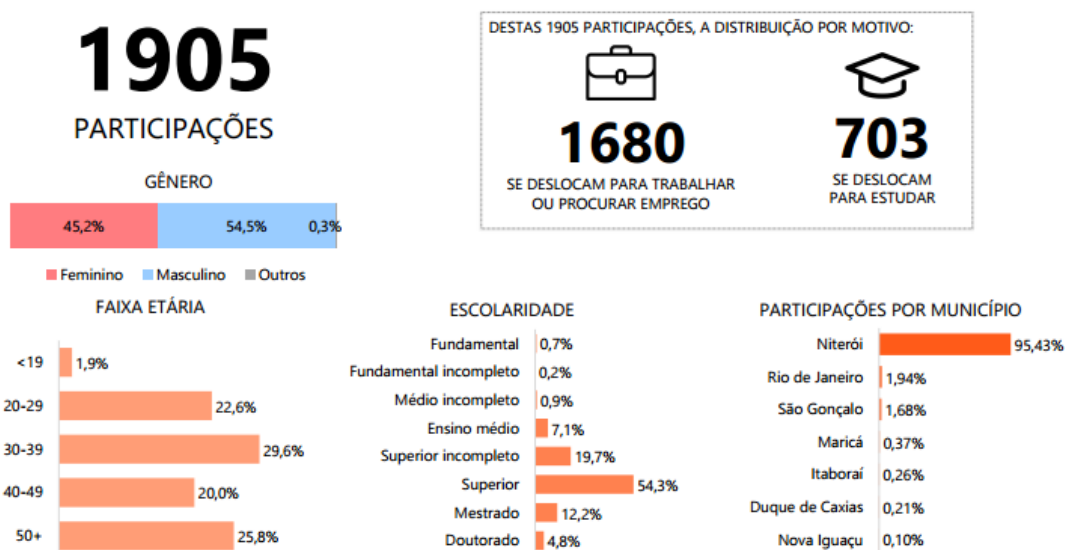 1905
PARTICIPAÇÕES
DESTAS 1905 PARTICIPAÇÕES, A DISTRIBUIÇÃO POR MOTIVO:
1680
SE DESLOCAM PARA TRABALHAR
OU PROCURAR EMPREGO
703
SE DESLOCAM
PARA ESTUDAR
GÊNERO
45,2% 54,5% 0,3%
Feminino Masculino Outros
FAIXA ETÁRIA
<19 1,9%
20-29 22,6%
30-39 29,6%
40-49 20,0%
50+ 25,8%
ESCOLARIDADE
Fundamental 0,7%
Fundamental incompleto 0,2%
Médio incompleto 0,9%
Ensino médio 7,1%
Superior incompleto 19,7%
Superior 54,3%
Mestrado 12,2%
Doutorado 4,8%
PARTICIPAÇÕES POR MUNICÍPIO
Niterói 95,43%
Rio de Janeiro 1,94%
São Gonçalo 1,68%
Maricá 0,37%
Itaboraí 0,26%
Duque de Caxias 0,21%
Nova Iguaçu 0,10%